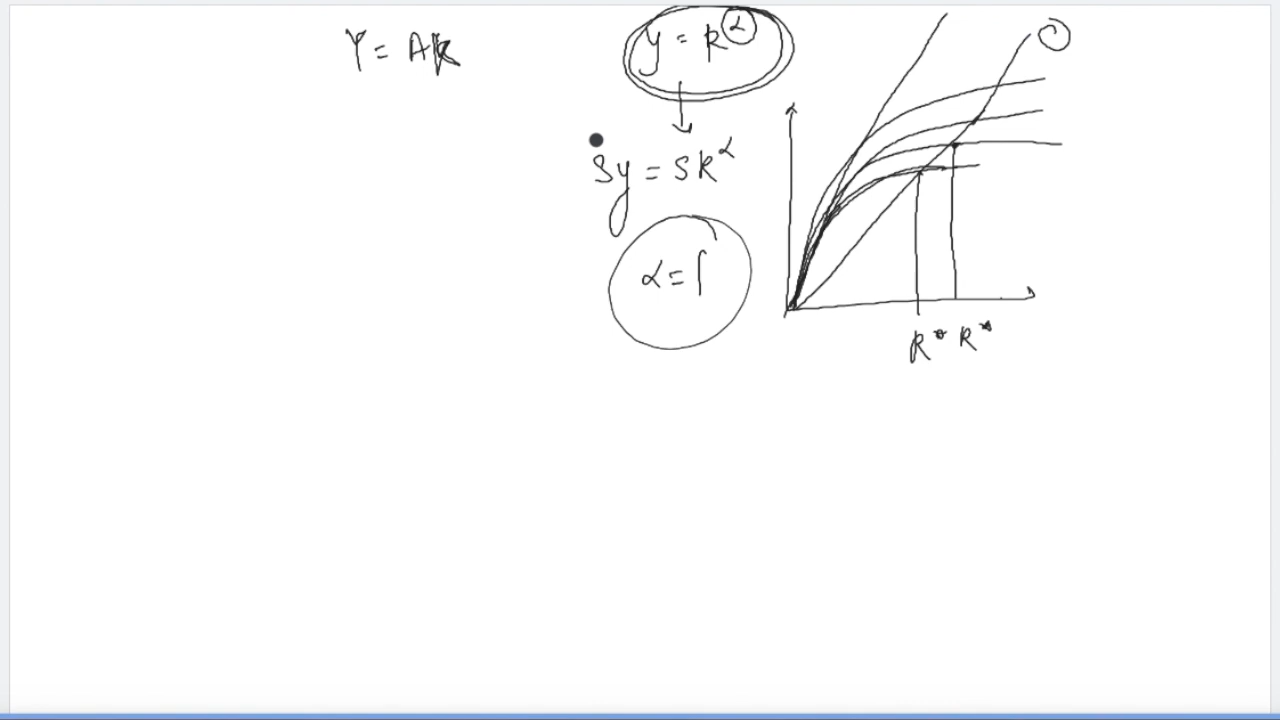 Y = AK
y = k^α
sy = sk^α
α = 1
k* k*